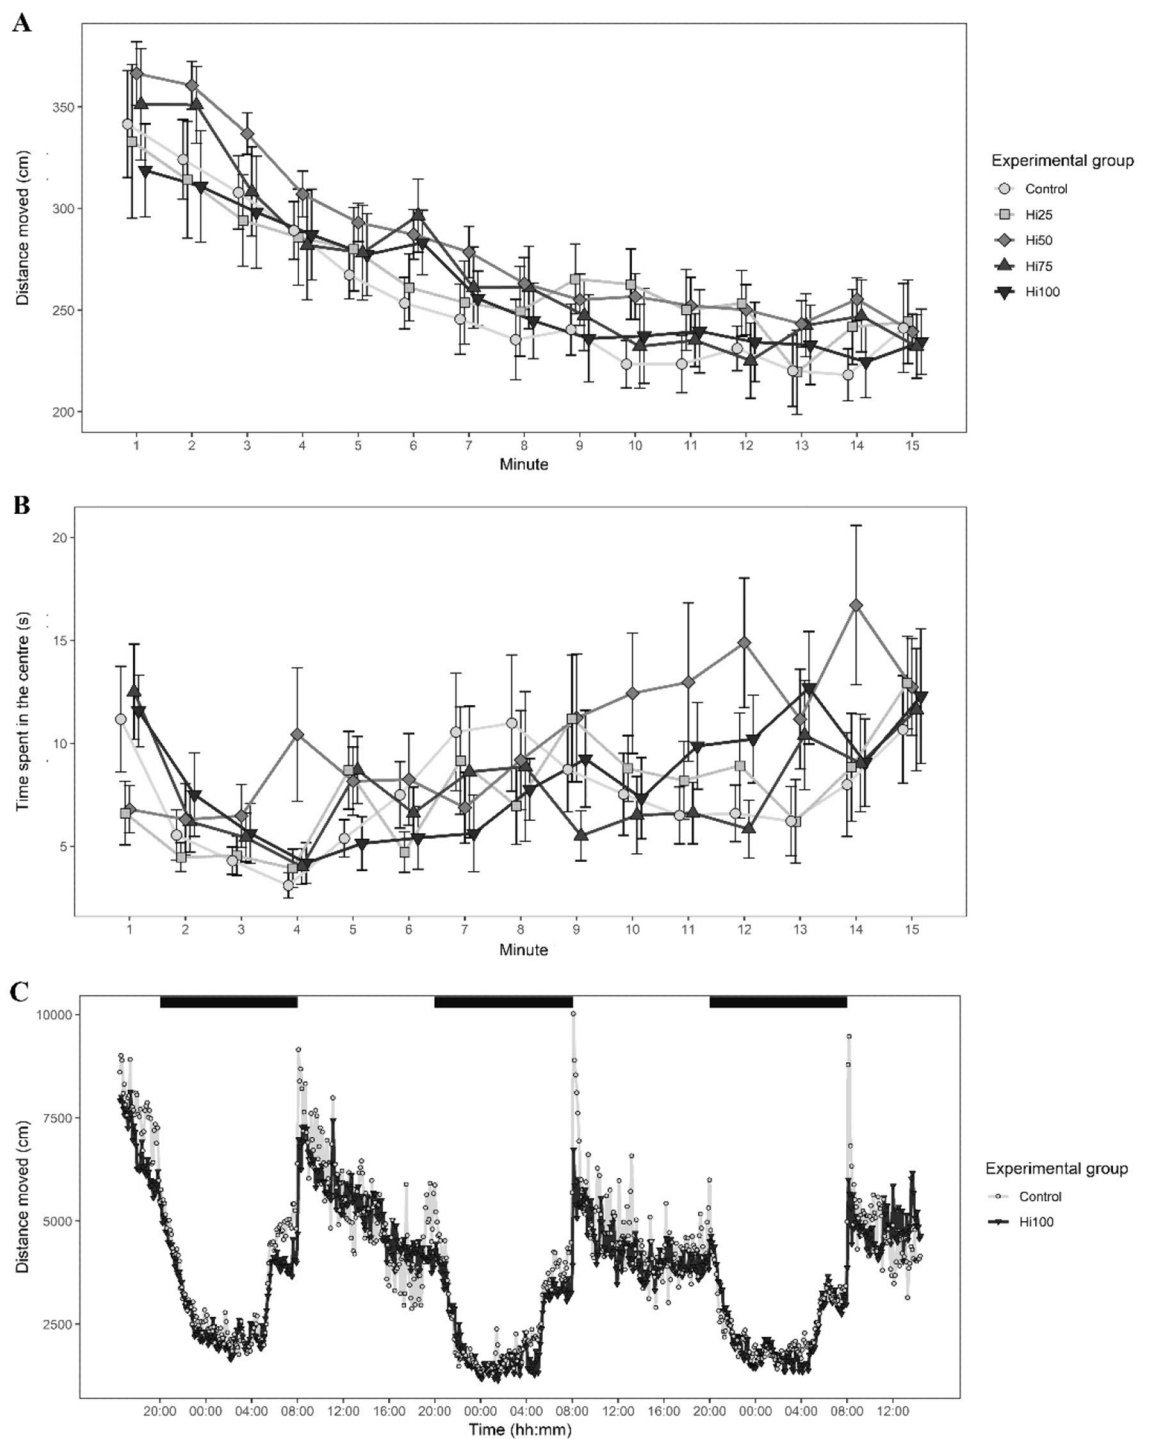 A
350
300
250
200
Distance moved (cm)
1 2 3 4 5 6 7 8 9 10 11 12 13 14 15
Minute
Experimental group
Control
Hi25
Hi50
Hi75
Hi100
B
20
15
10
5
Time spent in the centre (s)
1 2 3 4 5 6 7 8 9 10 11 12 13 14 15
Minute
C
10000
7500
5000
2500
Distance moved (cm)
20:00 00:00 04:00 08:00 12:00 16:00 20:00 00:00 04:00 08:00 12:00 16:00 20:00 00:00 04:00 08:00 12:00
Time (hh:mm)
Experimental group
Control
Hi100